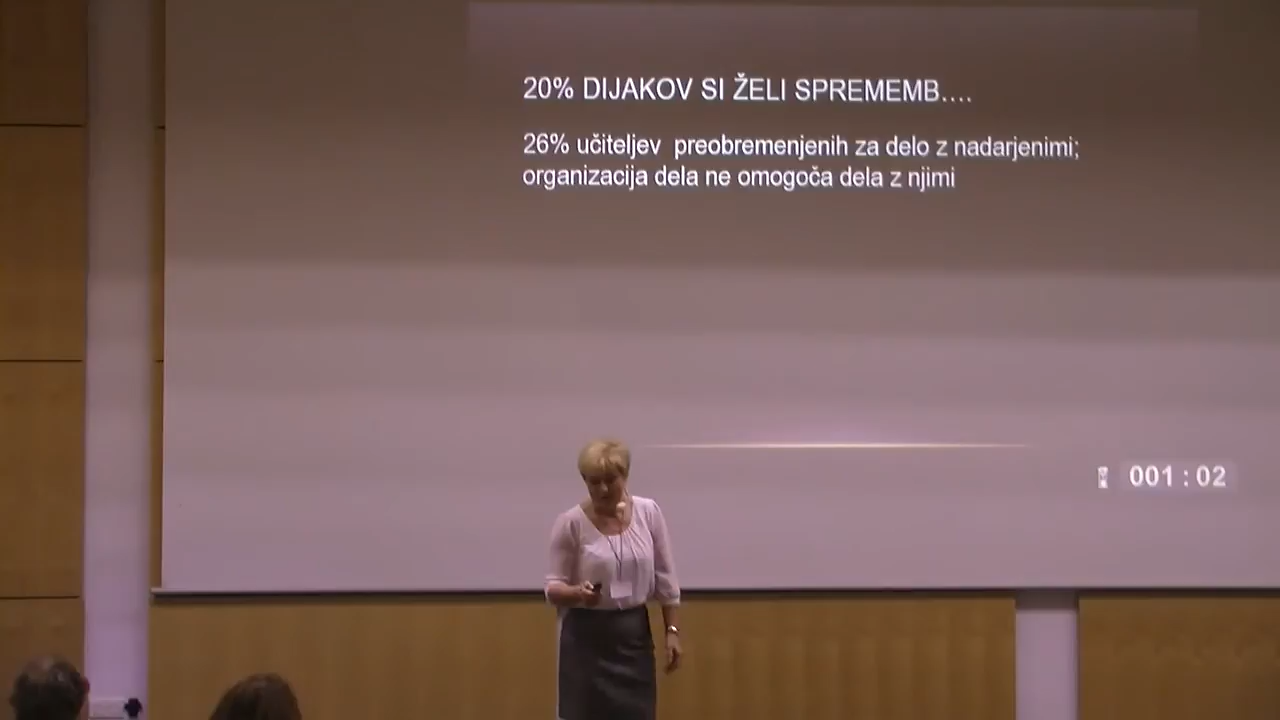 20% DIJAKOV SI ŽELI SPREMEMB....
26% učiteljev  preobremenjenih za delo z nadarjenimi;
organizacija dela ne omogoča dela z njimi
001 : 02